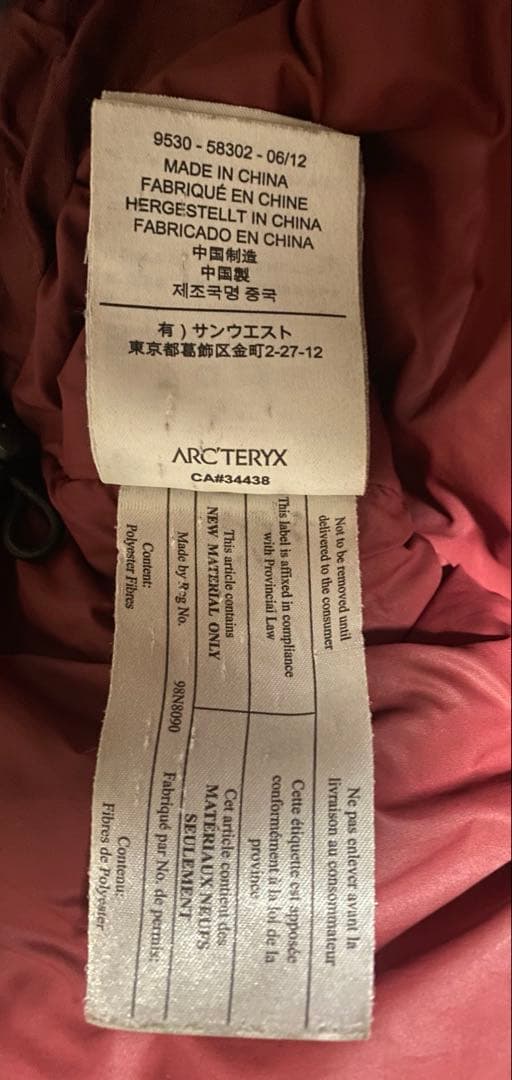 9530 - 58302 - 06/12
MADE IN CHINA
FABRIQUÉ EN CHINE
HERGESTELLT IN CHINA
FABRICADO EN CHINA
中国制造
中国製
제조국명 중국
有 ) サンウエスト
東京都葛飾区金町2-27-12
ARC'TERYX
CA#34438
Not to be removed until
delivered to the consumer
This label is affixed in compliance
with Provincial Law
This article contains
NEW MATERIAL ONLY
Made by Reg No.
98N8090
Content:
Polyester Fibres
Ne pas enlever avant la
livraison au consommateur
Cette étiquette est apposée
conformément à la loi de la
province
Cet article contient des
MATÉRIAUX NEUFS
SEULEMENT
Fabriqué par No. de permis:
Contenu:
Fibres de Polyester